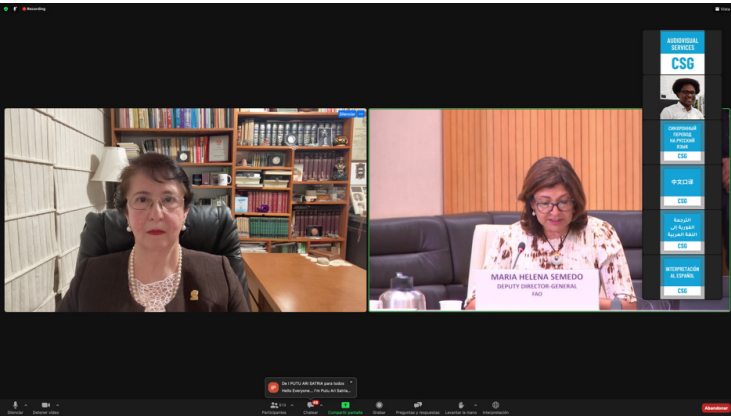 Recording
Vista
AUDIOVISUAL
SERVICES
CSG
Silenciar
СИНХРОННЫЙ
ПЕРЕВОД
НА РУССКИЙ
ЯЗЫК
CSG
中文口译
CSG
الترجمة
الفورية إلى
اللغة العربية
CSG
INTERPRETACIÓN
AL ESPAÑOL
CSG
MARIA HELENA SEMEDO
DEPUTY DIRECTOR-GENERAL
FAO
De I PUTU ARI SATRIA para todos
Hello Everyone... I'm Putu Ari Satria...
Silenciar
Detener video
Participantes
Chatear
Compartir pantalla
Grabar
Preguntas y respuestas
Levantar la mano
Interpretación
Abandonar